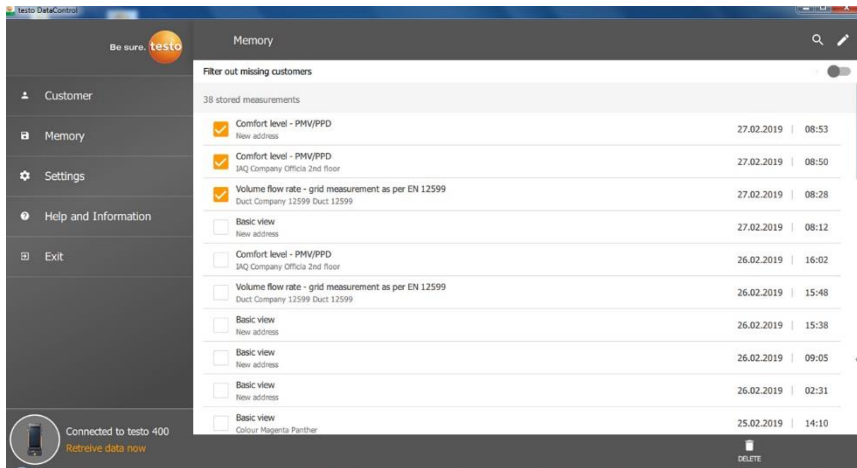 testo DataControl
Be sure. testo
Memory
Filter out missing customers
38 stored measurements
Customer
Memory
Settings
Help and Information
Exit
Comfort level - PMV/PPD
New address
27.02.2019 | 08:53
Comfort level - PMV/PPD
IAQ Company Officia 2nd floor
27.02.2019 | 08:50
Volume flow rate - grid measurement as per EN 12599
Duct Company 12599 Duct 12599
27.02.2019 | 08:28
Basic view
New address
27.02.2019 | 08:12
Comfort level - PMV/PPD
IAQ Company Officia 2nd floor
26.02.2019 | 16:02
Volume flow rate - grid measurement as per EN 12599
Duct Company 12599 Duct 12599
26.02.2019 | 15:48
Basic view
New address
26.02.2019 | 15:38
Basic view
New address
26.02.2019 | 09:05
Basic view
New address
26.02.2019 | 02:31
Basic view
Colour Magenta Panther
25.02.2019 | 14:10
Connected to testo 400
Retreive data now
DELETE